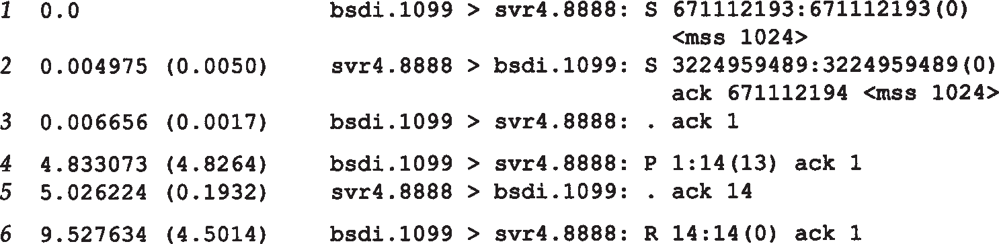 1 0.0 bsdi.1099 > svr4.8888: S 671112193:671112193(0)
<mss 1024>
2 0.004975 (0.0050) svr4.8888 > bsdi.1099: S 3224959489:3224959489(0)
ack 671112194 <mss 1024>
3 0.006656 (0.0017) bsdi.1099 > svr4.8888: . ack 1
4 4.833073 (4.8264) bsdi.1099 > svr4.8888: P 1:14(13) ack 1
5 5.026224 (0.1932) svr4.8888 > bsdi.1099: . ack 14
6 9.527634 (4.5014) bsdi.1099 > svr4.8888: R 14:14(0) ack 1